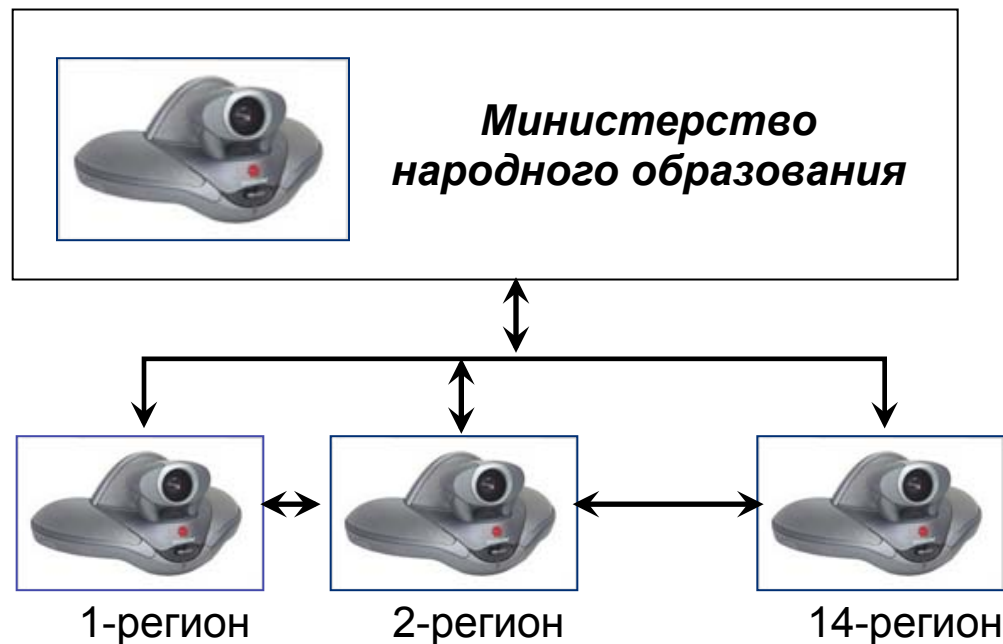 Министерство
народного образования
1-регион 2-регион 14-регион